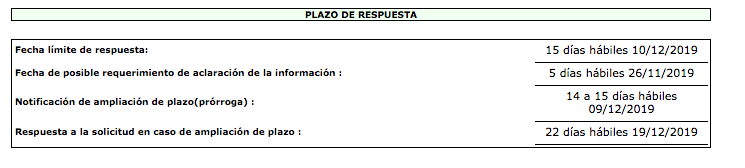 PLAZO DE RESPUESTA
Fecha límite de respuesta: 15 días hábiles 10/12/2019
Fecha de posible requerimiento de aclaración de la información : 5 días hábiles 26/11/2019
Notificación de ampliación de plazo(prórroga) : 14 a 15 días hábiles
09/12/2019
Respuesta a la solicitud en caso de ampliación de plazo : 22 días hábiles 19/12/2019